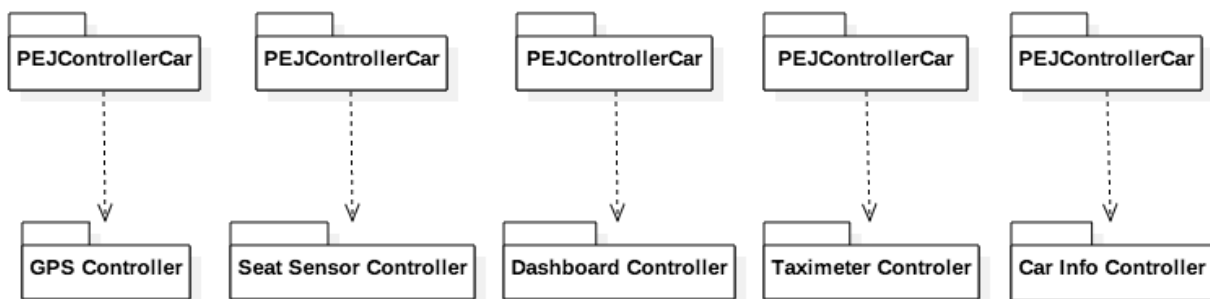 PEJControllerCar PEJControllerCar PEJControllerCar PEJControllerCar PEJControllerCar
GPS Controller Seat Sensor Controller Dashboard Controller Taximeter Controler Car Info Controller